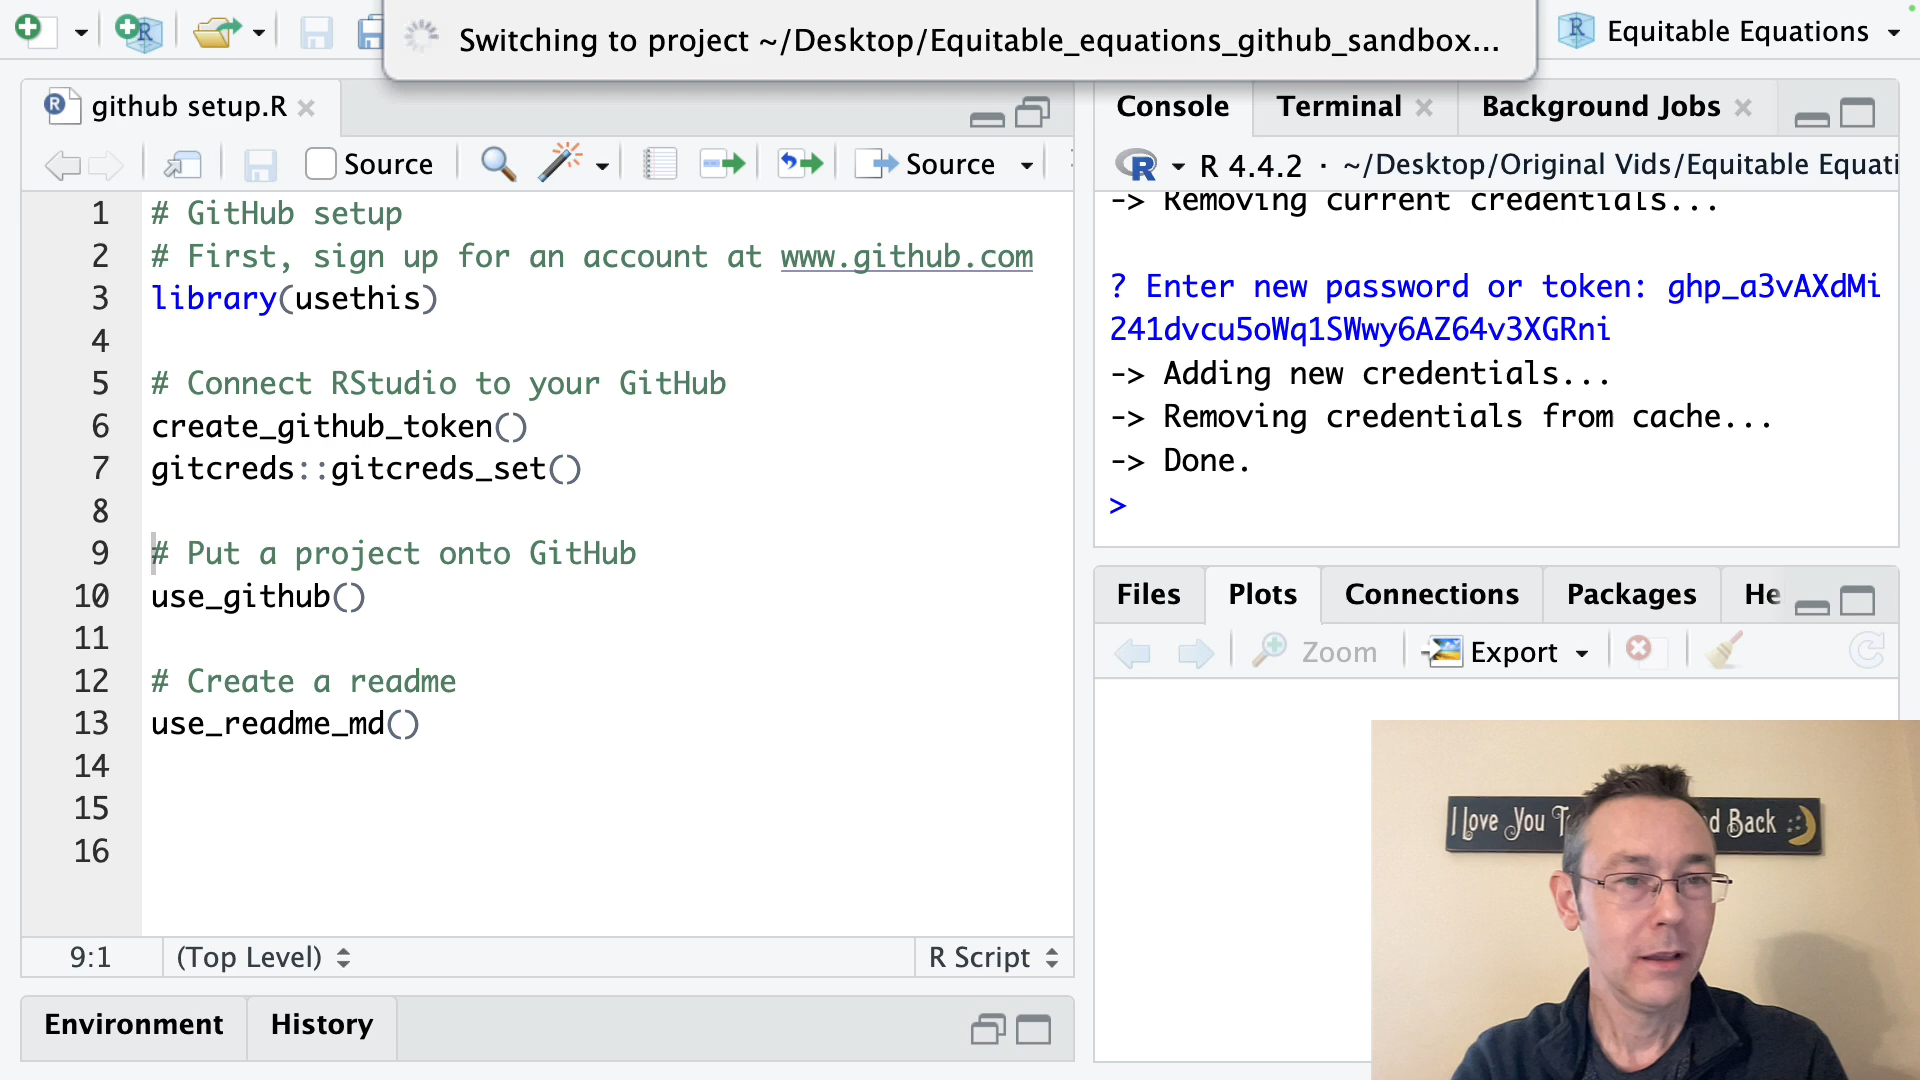 Switching to project ~/Desktop/Equitable_equations_github_sandbox...
Equitable Equations
github setup.R
Source
Source
1 # GitHub setup
2 # First, sign up for an account at www.github.com
3 library(usethis)
4
5 # Connect RStudio to your GitHub
6 create_github_token()
7 gitcreds::gitcreds_set()
8
9 # Put a project onto GitHub
10 use_github()
11
12 # Create a readme
13 use_readme_md()
14
15
16
9:1 (Top Level) R Script
Environment History
Console Terminal Background Jobs
R 4.4.2 · ~/Desktop/Original Vids/Equitable Equati
-> Removing current credentials...
? Enter new password or token: ghp_a3vAXdMi
241dvcu5oWq1SWwy6AZ64v3XGRni
-> Adding new credentials...
-> Removing credentials from cache...
-> Done.
>
Files Plots Connections Packages He
Zoom Export
I Love You T d Back